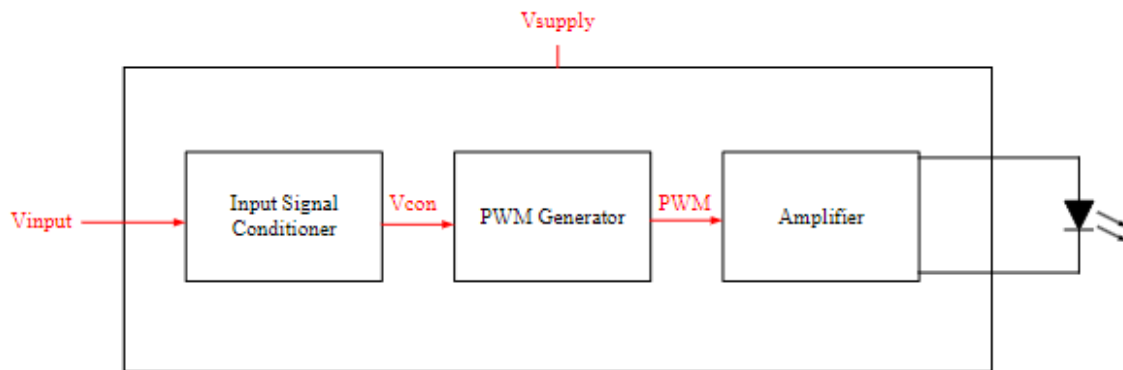 Vsupply
Vinput
Input Signal
Conditioner
Vcon
PWM Generator
PWM
Amplifier